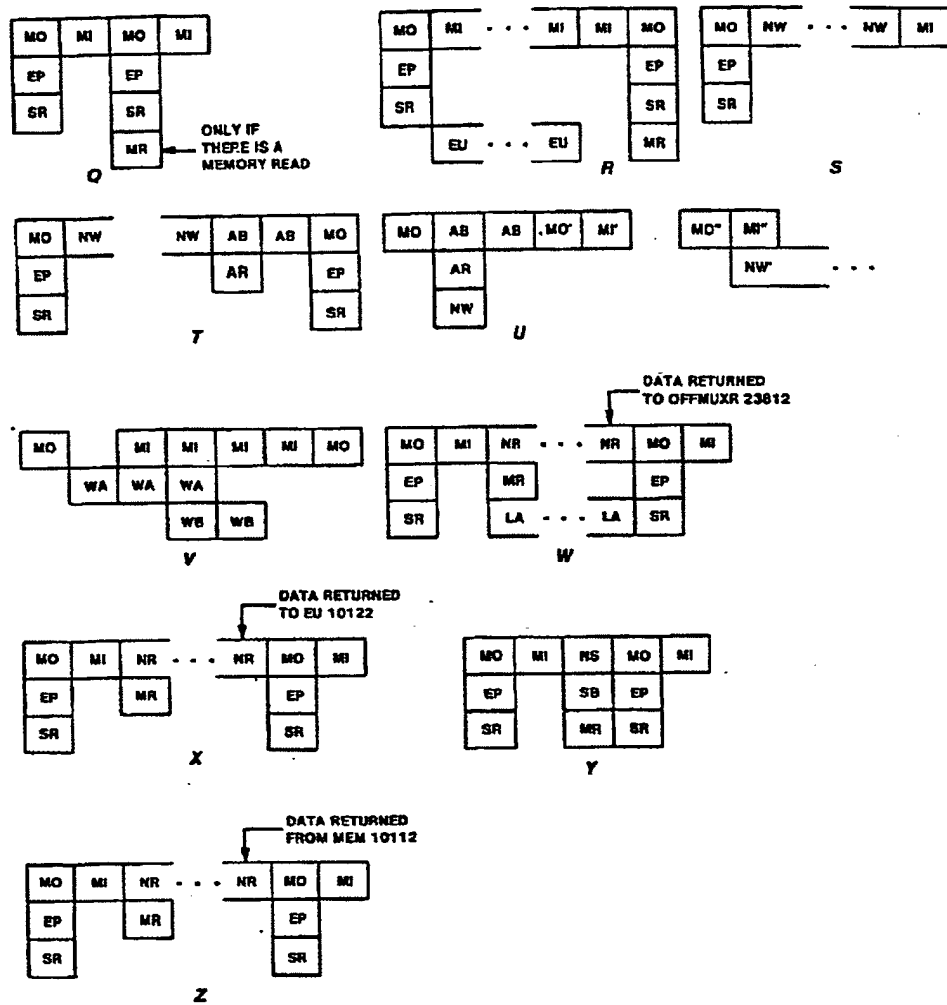 MO MI MO MI
EP EP
SR SR
MR
ONLY IF
THERE IS A
MEMORY READ
Q
MO MI • • • MI MI MO
EP EP
SR SR
EU • • • EU MR
R
MO NW • • • NW MI
EP
SR
S
MO NW NW AB AB MO
EP AR EP
SR SR
T
MO AB AB MO' MI'
AR
NW
U
MO" MI"
NW" • • •
DATA RETURNED
TO OFFMUXR 23812
MO MI MI MI MI MO
WA WA WA
WB WB
V
MO MI NR • • • NR MO MI
EP MR EP
SR LA • • • LA SR
W
DATA RETURNED
TO EU 10122
MO MI NR • • • NR MO MI
EP MR EP
SR SR
X
MO MI NS MO MI
EP SB EP
SR MR SR
Y
DATA RETURNED
FROM MEM 10112
MO MI NR • • • NR MO MI
EP MR EP
SR SR
Z